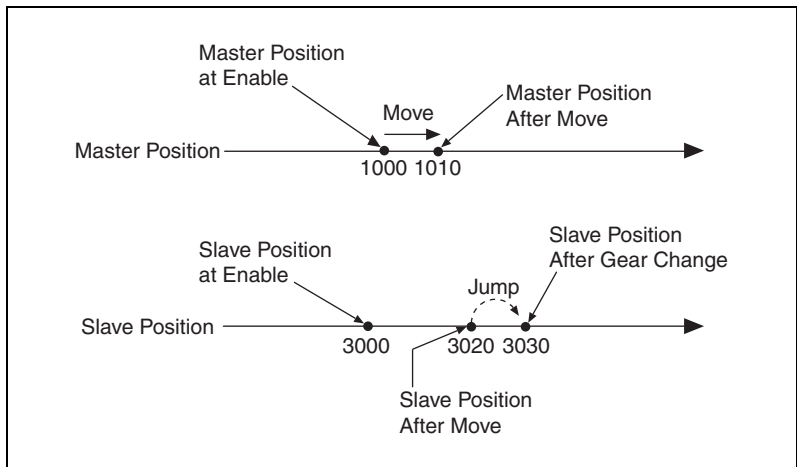 Master Position
at Enable
Move
Master Position
After Move
Master Position
1000 1010
Slave Position
at Enable
Slave Position
After Gear Change
Jump
Slave Position
3000 3020 3030
Slave Position
After Move